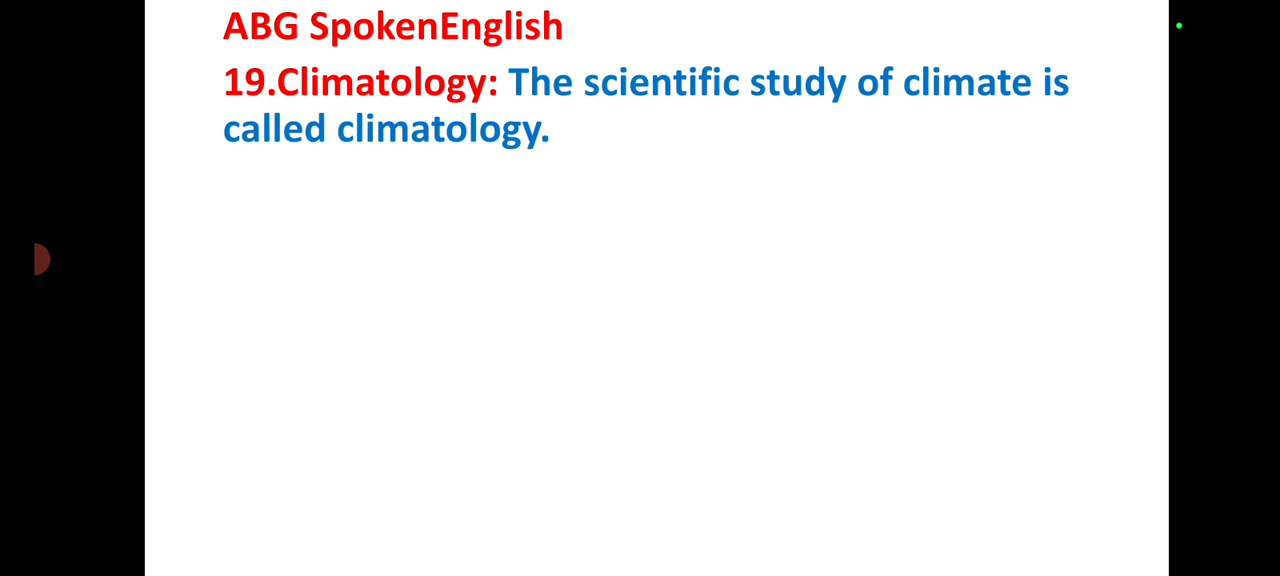 ABG SpokenEnglish
19.Climatology: The scientific study of climate is
called climatology.